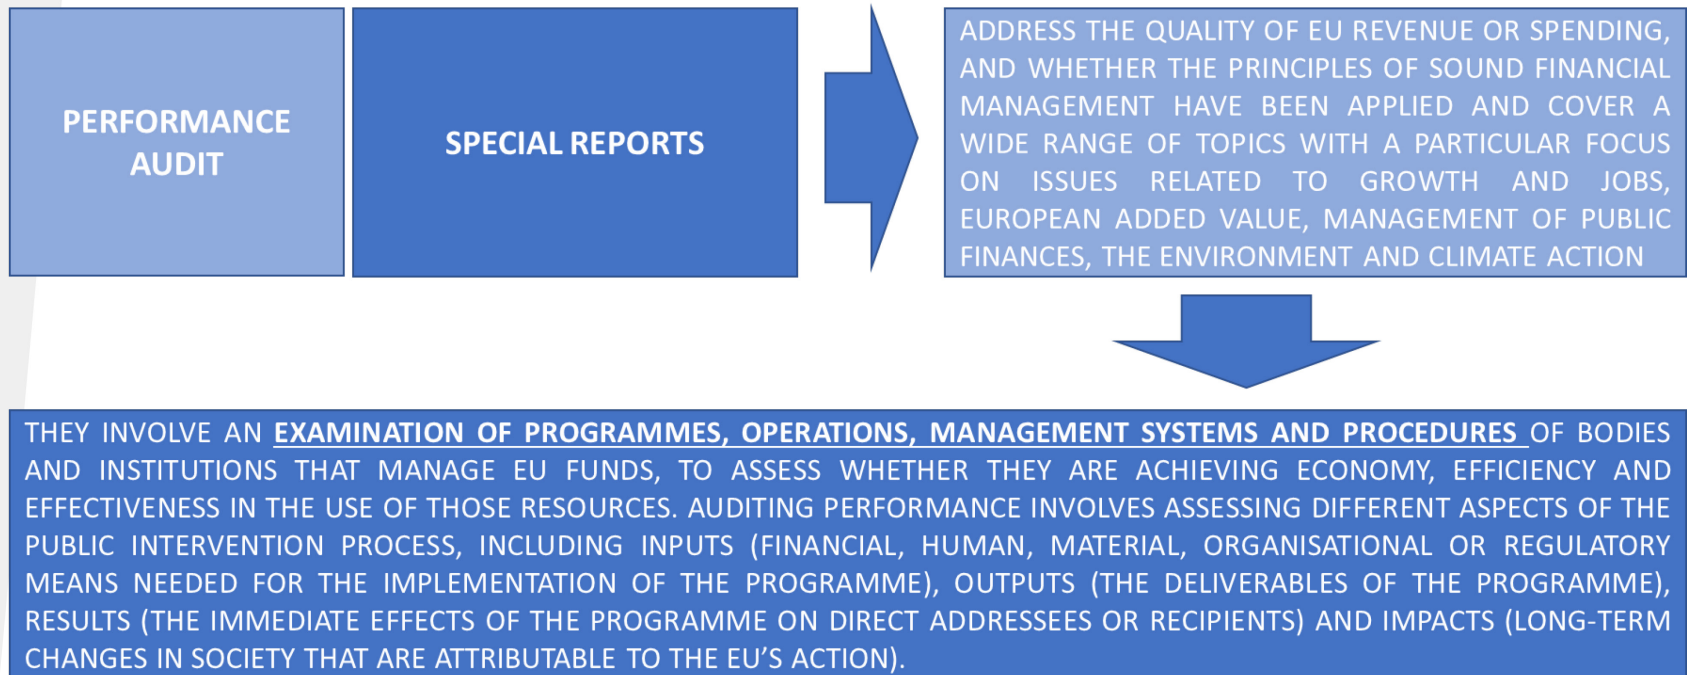 PERFORMANCE
AUDIT
SPECIAL REPORTS
ADDRESS THE QUALITY OF EU REVENUE OR SPENDING,
AND WHETHER THE PRINCIPLES OF SOUND FINANCIAL
MANAGEMENT HAVE BEEN APPLIED AND COVER A
WIDE RANGE OF TOPICS WITH A PARTICULAR FOCUS
ON ISSUES RELATED TO GROWTH AND JOBS,
EUROPEAN ADDED VALUE, MANAGEMENT OF PUBLIC
FINANCES, THE ENVIRONMENT AND CLIMATE ACTION
THEY INVOLVE AN EXAMINATION OF PROGRAMMES, OPERATIONS, MANAGEMENT SYSTEMS AND PROCEDURES OF BODIES
AND INSTITUTIONS THAT MANAGE EU FUNDS, TO ASSESS WHETHER THEY ARE ACHIEVING ECONOMY, EFFICIENCY AND
EFFECTIVENESS IN THE USE OF THOSE RESOURCES. AUDITING PERFORMANCE INVOLVES ASSESSING DIFFERENT ASPECTS OF THE
PUBLIC INTERVENTION PROCESS, INCLUDING INPUTS (FINANCIAL, HUMAN, MATERIAL, ORGANISATIONAL OR REGULATORY
MEANS NEEDED FOR THE IMPLEMENTATION OF THE PROGRAMME), OUTPUTS (THE DELIVERABLES OF THE PROGRAMME),
RESULTS (THE IMMEDIATE EFFECTS OF THE PROGRAMME ON DIRECT ADDRESSEES OR RECIPIENTS) AND IMPACTS (LONG-TERM
CHANGES IN SOCIETY THAT ARE ATTRIBUTABLE TO THE EU'S ACTION).